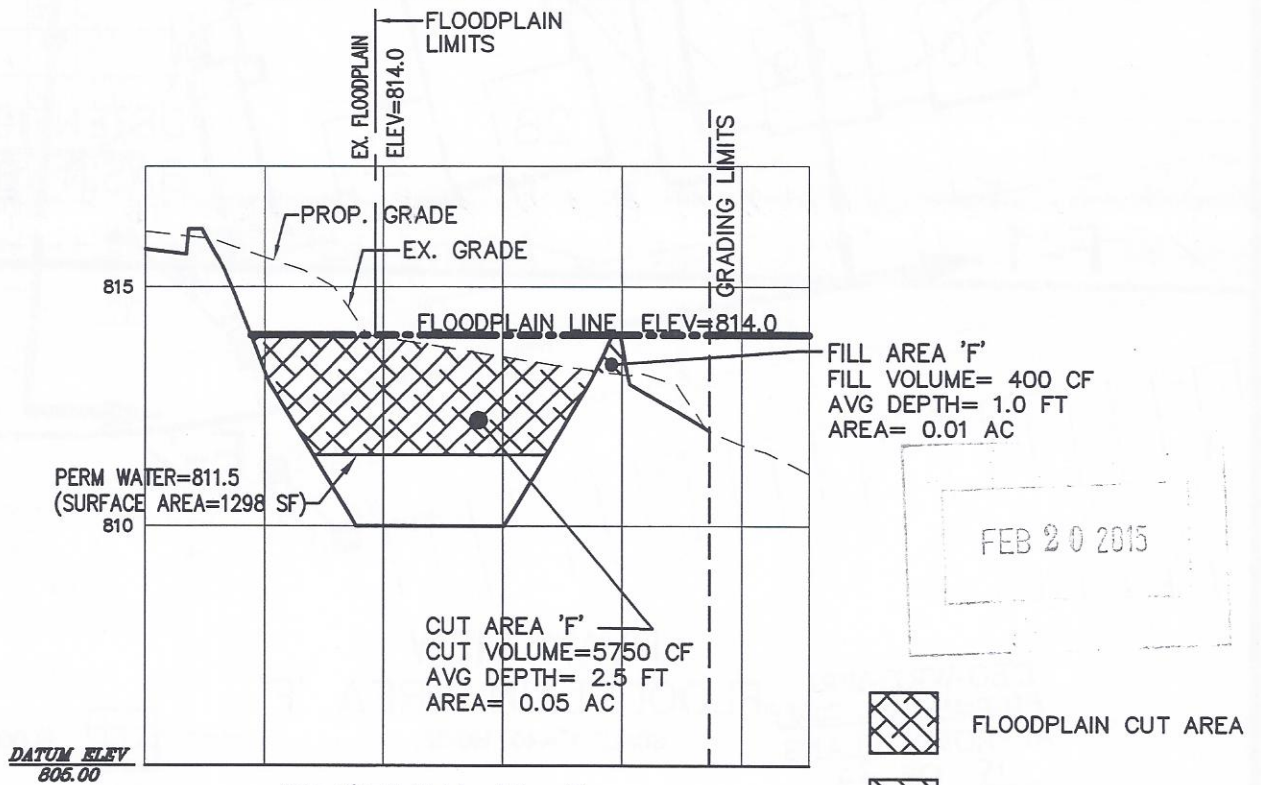 FLOODPLAIN
LIMITS
EX. FLOODPLAIN
ELEV=814.0
GRADING LIMITS
PROP. GRADE
EX. GRADE
815
FLOODPLAIN LINE ELEV=814.0
FILL AREA 'F'
FILL VOLUME= 400 CF
AVG DEPTH= 1.0 FT
AREA= 0.01 AC
PERM WATER=811.5
(SURFACE AREA=1298 SF)
810
FEB 20 2015
CUT AREA 'F'
CUT VOLUME=5750 CF
AVG DEPTH= 2.5 FT
AREA= 0.05 AC
FLOODPLAIN CUT AREA
DATUM ELEV
805.00